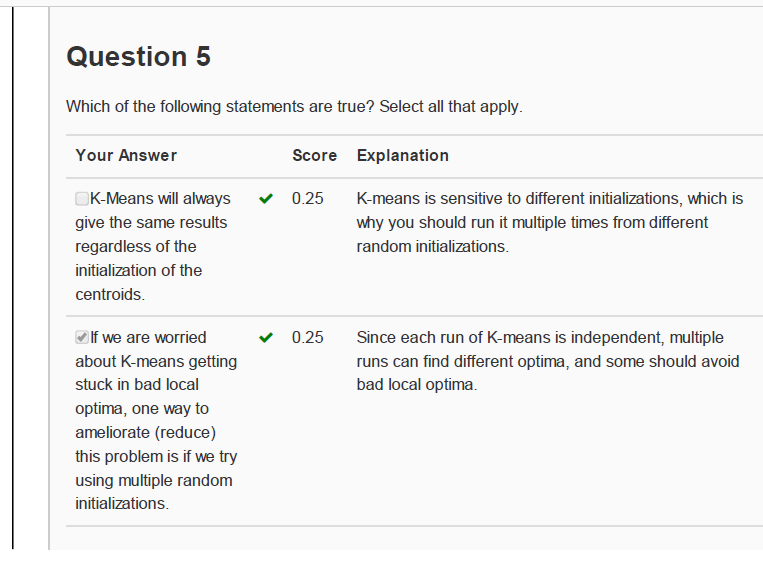 Question 5
Which of the following statements are true? Select all that apply.
Your Answer Score Explanation
K-Means will always 0.25 K-means is sensitive to different initializations, which is
give the same results why you should run it multiple times from different
regardless of the random initializations.
initialization of the
centroids.
If we are worried 0.25 Since each run of K-means is independent, multiple
about K-means getting runs can find different optima, and some should avoid
stuck in bad local bad local optima.
optima, one way to
ameliorate (reduce)
this problem is if we try
using multiple random
initializations.